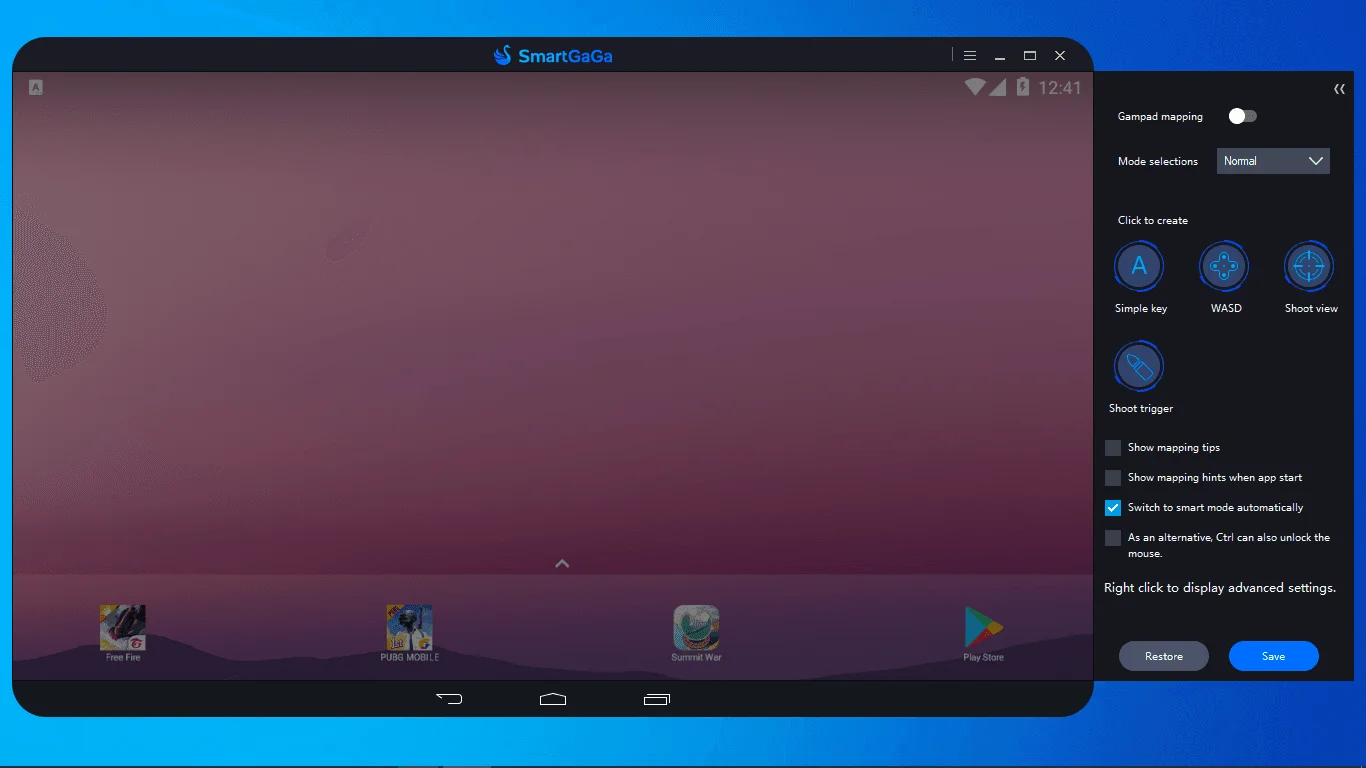 SmartGaGa
A
12:41
Gampad mapping
Mode selections
Normal
Click to create
A
Simple key
WASD
Shoot view
Shoot trigger
Show mapping tips
Show mapping hints when app start
Switch to smart mode automatically
As an alternative, Ctrl can also unlock the
mouse.
Right click to display advanced settings.
Restore
Save
Free Fire
PUBG MOBILE
Summit War
Play Store